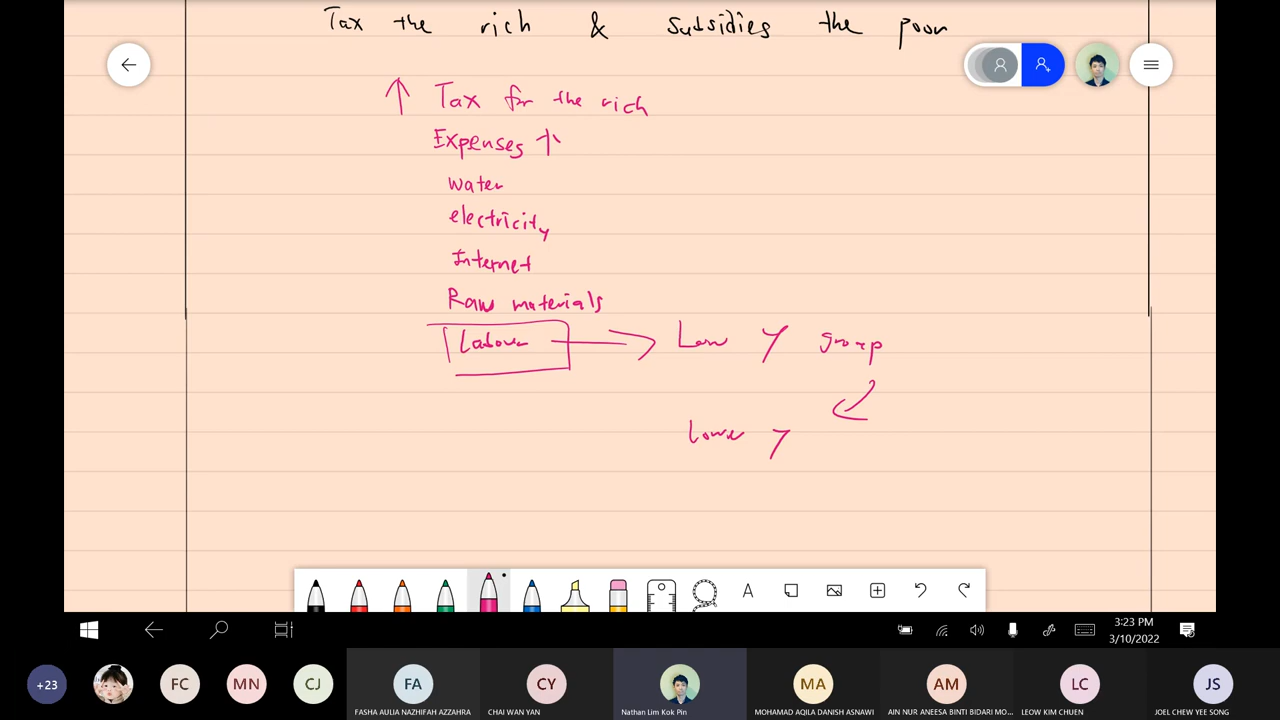 Tax the rich & subsidies the poor
↑ Tax for the rich
Expenses ↑
water
electricity
Internet
Raw materials
Labour → Low Y group
Lower Y
A
3:23 PM
3/10/2022
+23
FC
MN
CJ
FA
CY
MA
AM
LC
JS
FASHA AULIA NAZHIFAH AZZAHRA
CHAI WAN YAN
Nathan Lim Kok Pin
MOHAMAD AQILA DANISH ASNAWI
AIN NUR ANEESA BINTI BIDARI MO...
LEOW KIM CHUEN
JOEL CHEW YEE SONG